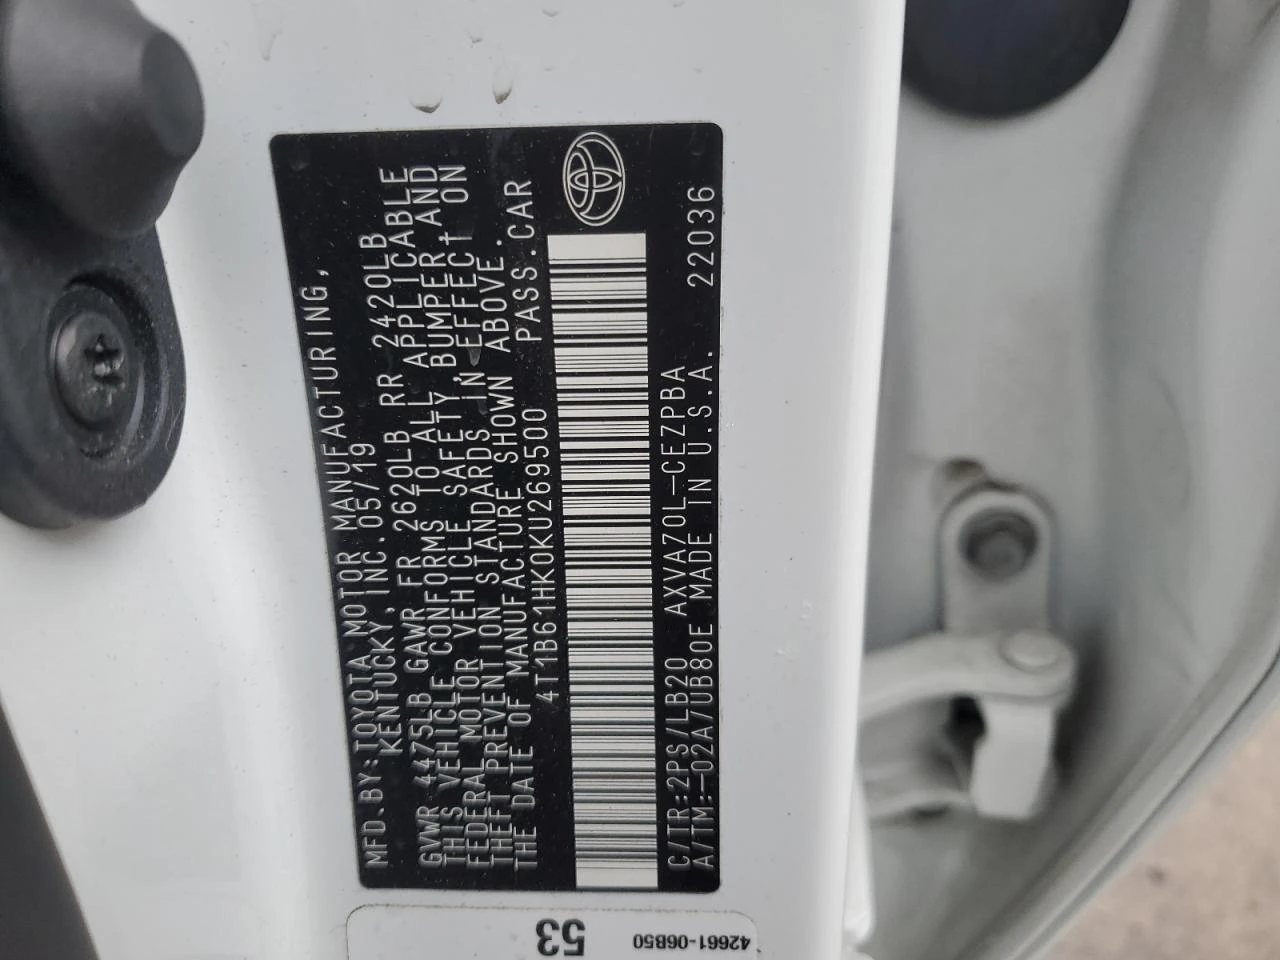 MFD.BY:TOYOTA MOTOR MANUFACTURING,
KENTUCKY,INC.05/19
GVWR 4475LB GAWR FR 2620LB RR 2420LB
THIS VEHICLE CONFORMS TO ALL APPLICABLE
FEDERAL MOTOR VEHICLE SAFETY, BUMPER, AND
THEFT PREVENTION STANDARDS IN EFFECT ON
THE DATE OF MANUFACTURE SHOWN ABOVE.
4T1B61HK0KU269500 PASS.CAR
C/TR:2PS/LB20 AXVA70L-CEZPBA
A/TM:-02A/UB80E MADE IN U.S.A. 22036
53
42661-06B50